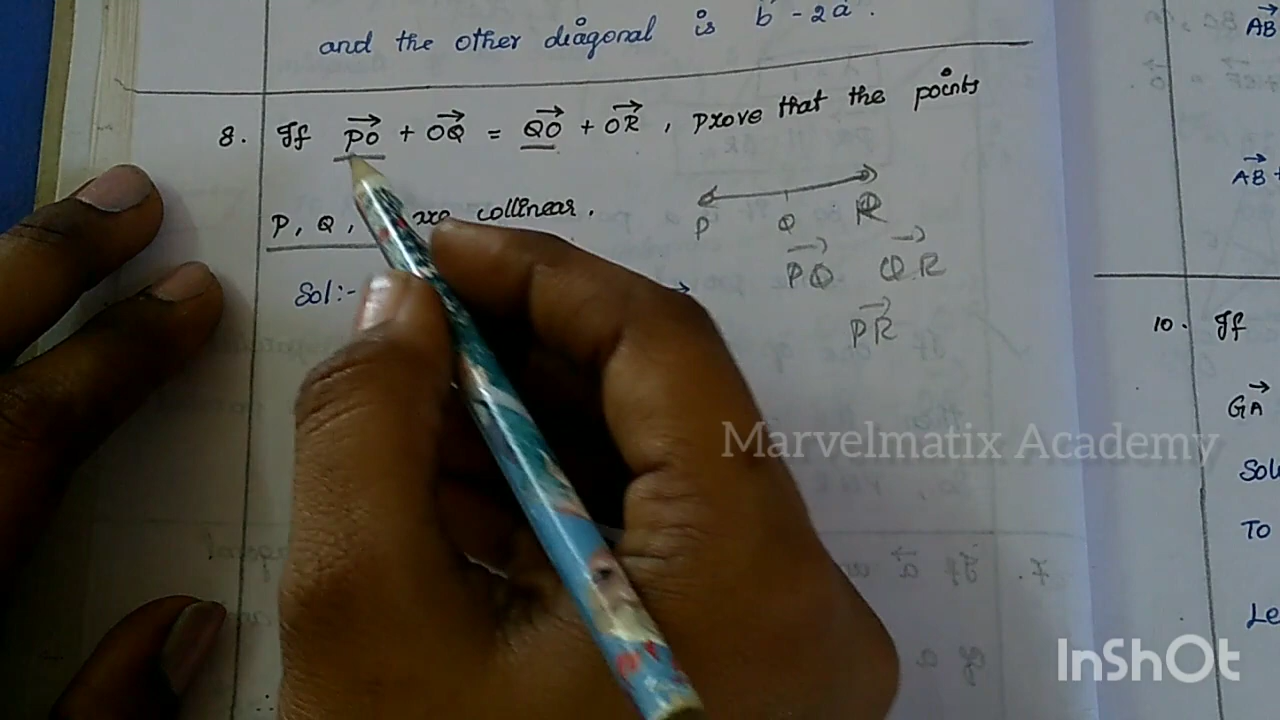 and the other diagonal is b - 2a.
8. If PO + OQ = QO + OR, prove that the points
P, Q, are collinear.
P Q R
PQ QR
PR
Sol:-
AB
AB +
10. If
GA
Sol
To
Le
Marvelmatix Academy
InShOt